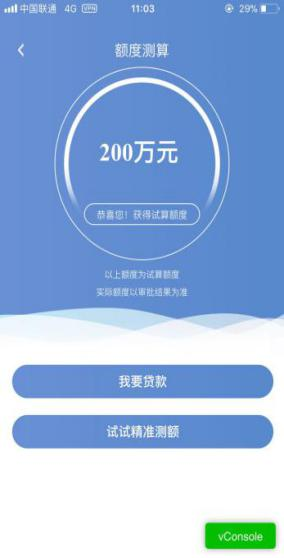 中国联通 4G VPN 11:03 29%
额度测算
200万元
恭喜您！获得试算额度
以上额度为试算额度
实际额度以审批结果为准
我要贷款
试试精准测额
vConsole